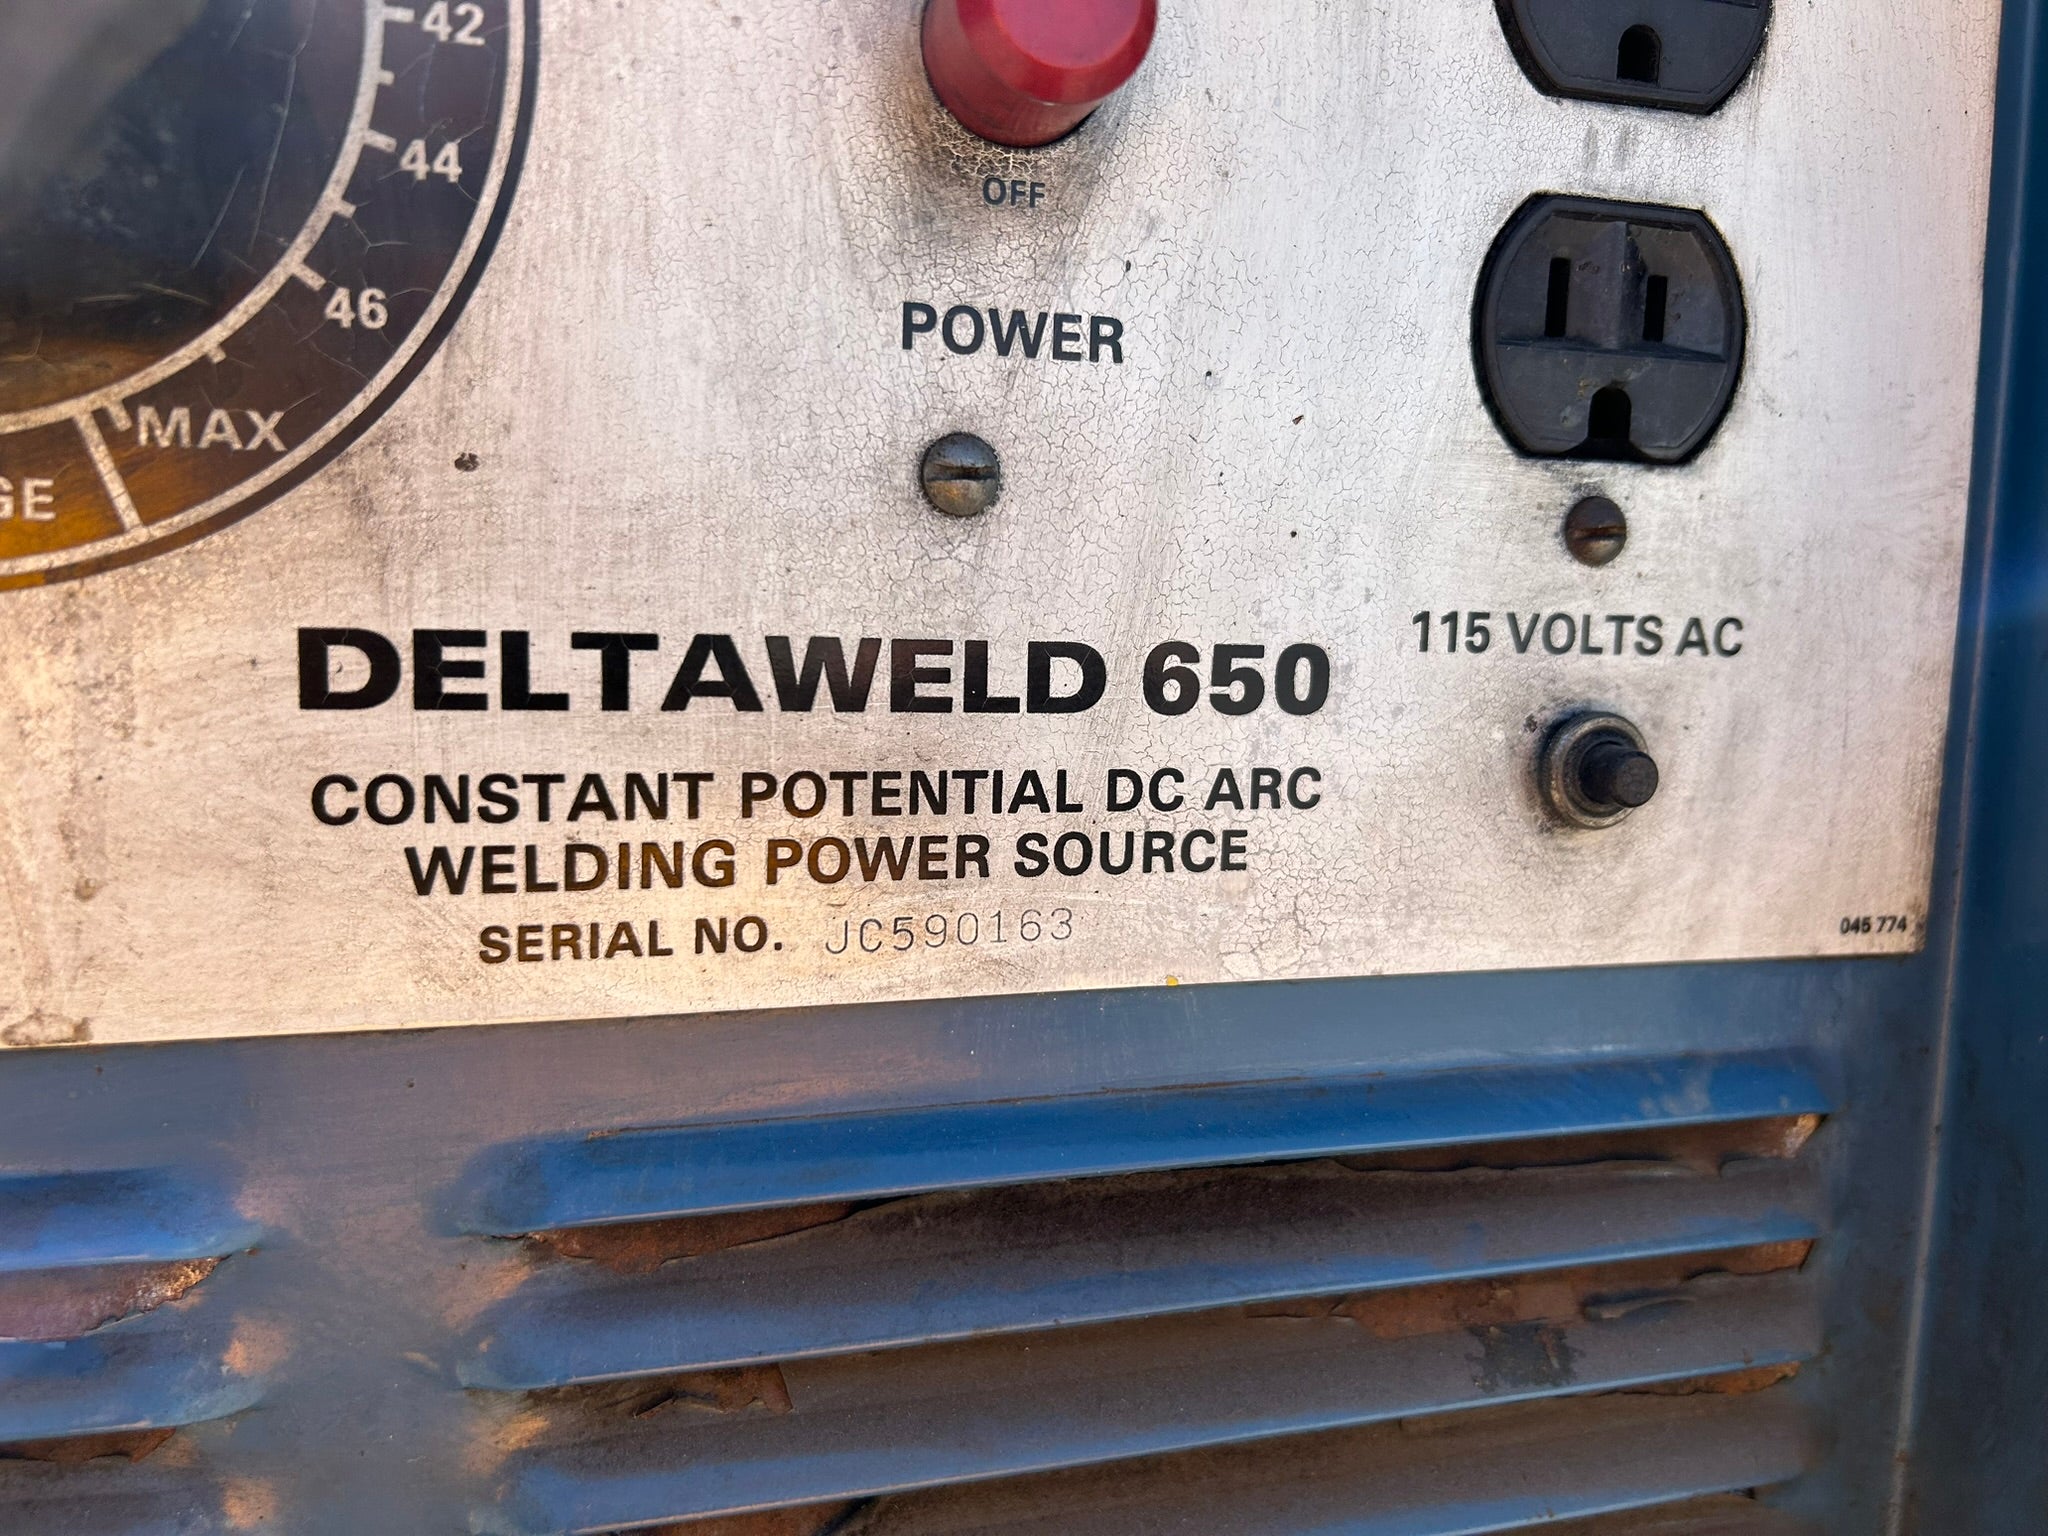 42
44
46
MAX
GE
OFF
POWER
115 VOLTS AC
DELTAWELD 650
CONSTANT POTENTIAL DC ARC
WELDING POWER SOURCE
SERIAL NO. JC590163
045 774